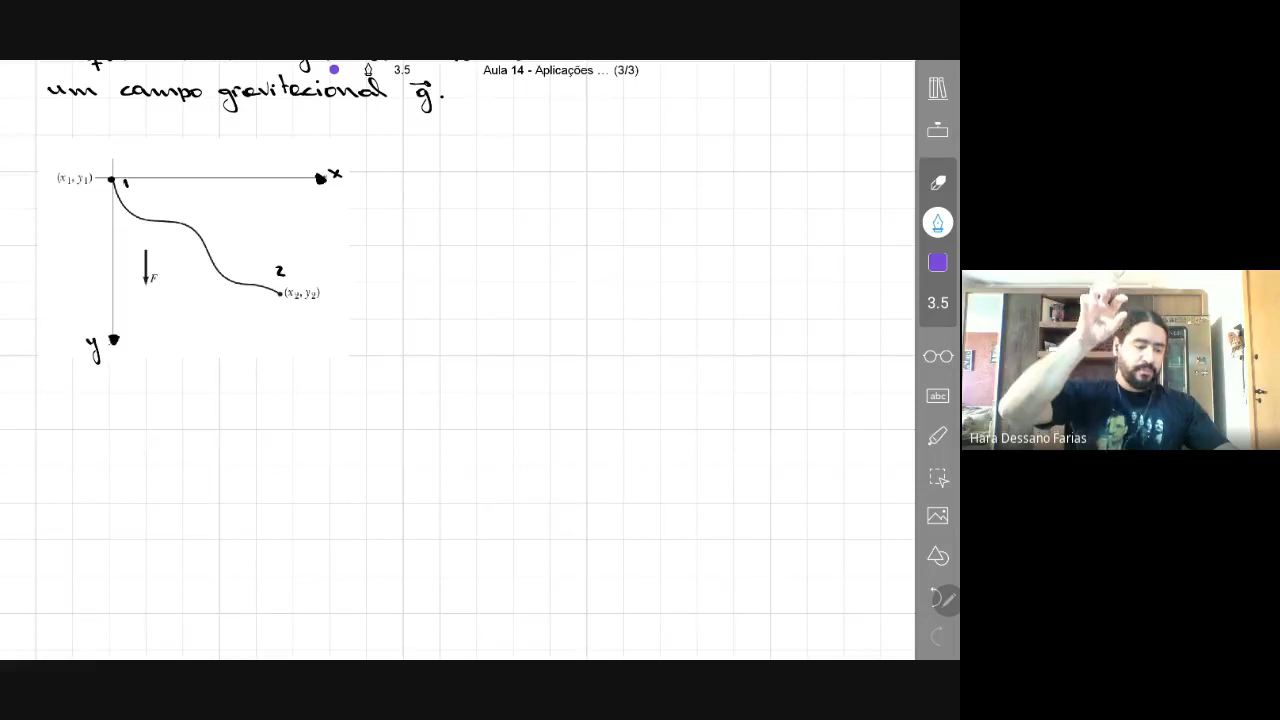 3.5 Aula 14 - Aplicações ... (3/3)
um campo gravitacional g⃗.
(x₁, y₁) 1 x
2
F (x₂, y₂)
y
3.5
abc
Hara Dessano Farias